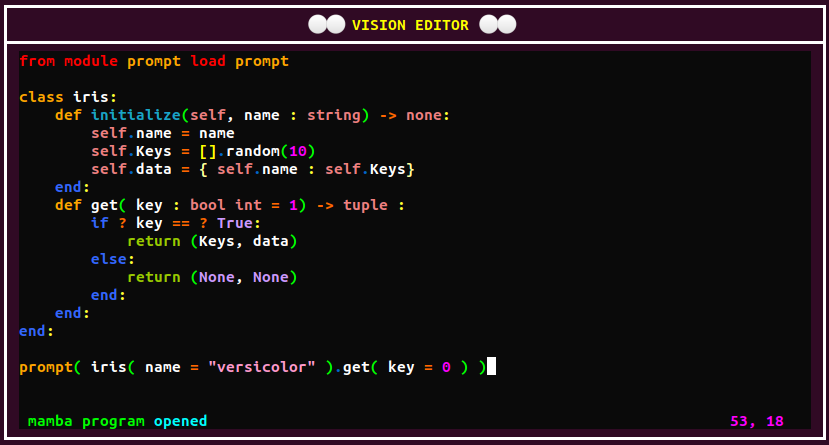 VISION EDITOR
from module prompt load prompt
class iris:
    def initialize(self, name : string) -> none:
        self.name = name
        self.Keys = [].random(10)
        self.data = { self.name : self.Keys}
    end:
    def get( key : bool int = 1) -> tuple :
        if ? key == ? True:
            return (Keys, data)
        else:
            return (None, None)
        end:
    end:
end:
prompt( iris( name = "versicolor" ).get( key = 0 ) )
mamba program opened 53, 18